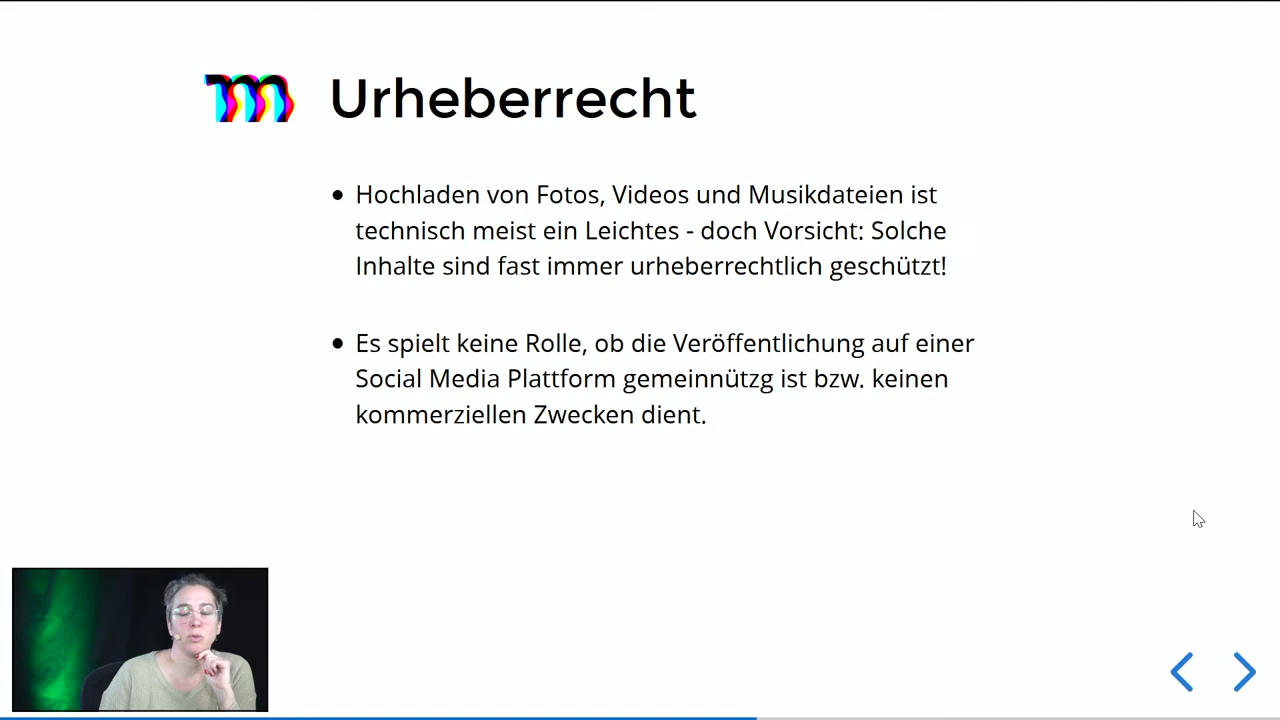 m Urheberrecht
Hochladen von Fotos, Videos und Musikdateien ist
technisch meist ein Leichtes - doch Vorsicht: Solche
Inhalte sind fast immer urheberrechtlich geschützt!
Es spielt keine Rolle, ob die Veröffentlichung auf einer
Social Media Plattform gemeinnützg ist bzw. keinen
kommerziellen Zwecken dient.